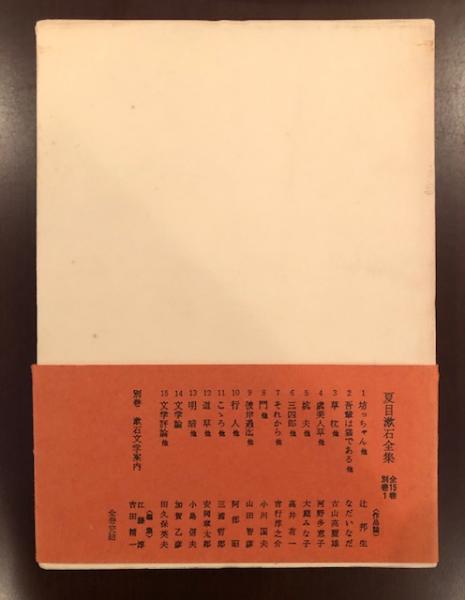 夏目漱石全集 全15巻 別巻1
〈作品論〉
1 坊っちゃん他 辻邦生
2 吾輩は猫である他 なだいなだ
3 草枕他 古山高麗雄
4 虞美人草他 河野多恵子
5 坑夫他 大庭みな子
6 三四郎他 高井有一
7 それから他 吉行淳之介
8 門他 小川国夫
9 彼岸過迄他 山田智彦
10 行人他 阿部昭
11 こゝろ他 三浦哲郎
12 道草他 安岡章太郎
13 明暗他 小島信夫
14 文学論 加賀乙彦
15 文学評論他 田久保英夫
別巻 漱石文学案内
〈編集〉
江藤淳
吉田精一
全巻完結